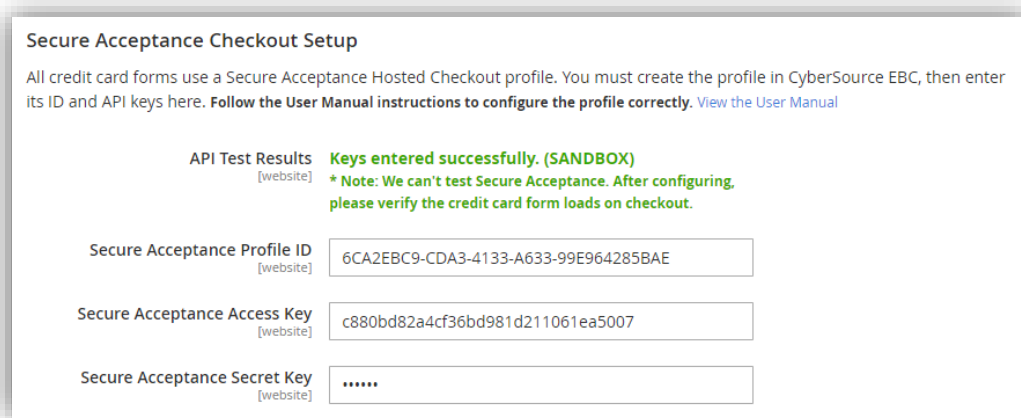 Secure Acceptance Checkout Setup
All credit card forms use a Secure Acceptance Hosted Checkout profile. You must create the profile in CyberSource EBC, then enter
its ID and API keys here. Follow the User Manual instructions to configure the profile correctly. View the User Manual
API Test Results Keys entered successfully. (SANDBOX)
[website] * Note: We can't test Secure Acceptance. After configuring,
please verify the credit card form loads on checkout.
Secure Acceptance Profile ID 6CA2EBC9-CDA3-4133-A633-99E964285BAE
[website]
Secure Acceptance Access Key c880bd82a4cf36bd981d211061ea5007
[website]
Secure Acceptance Secret Key ••••••
[website]